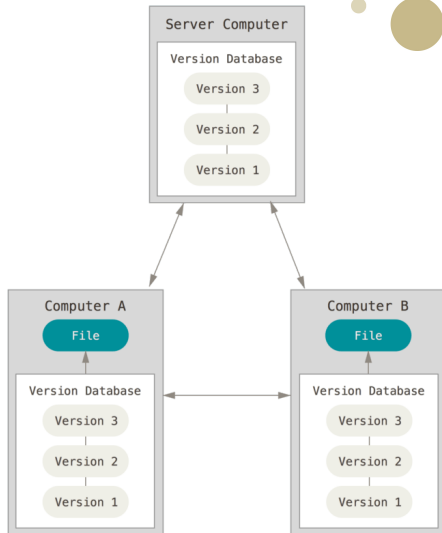 Server Computer
Version Database
Version 3
Version 2
Version 1
Computer A
File
Version Database
Version 3
Version 2
Version 1
Computer B
File
Version Database
Version 3
Version 2
Version 1